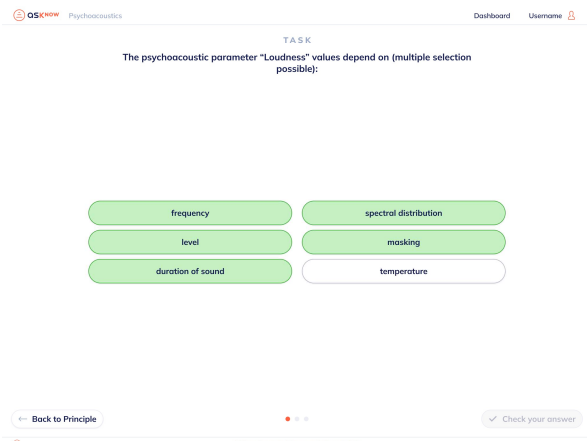 asKNOW Psychoacoustics Dashboard Username
TASK
The psychoacoustic parameter “Loudness” values depend on (multiple selection
possible):
frequency
spectral distribution
level
masking
duration of sound
temperature
← Back to Principle
✓ Check your answer